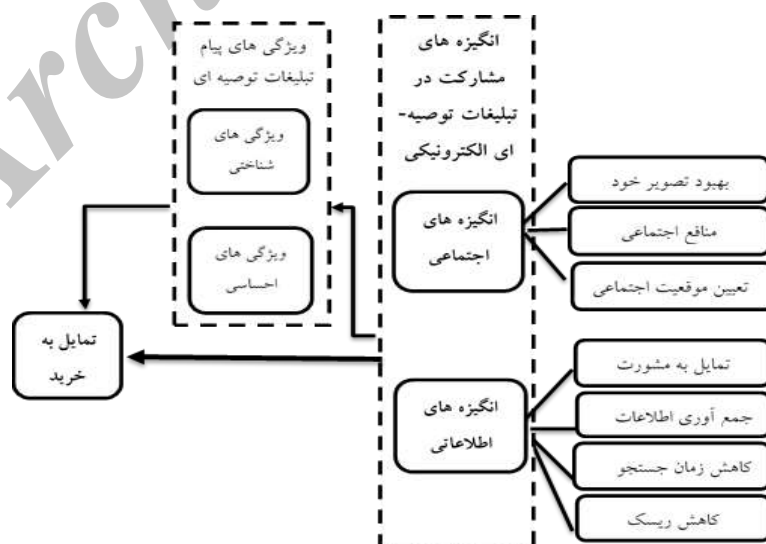 انگیزه های
مشارکت در
تبلیغات توصیه-
ای الکترونیکی
ویژگی های پیام
تبلیغات توصیه ای
ویژگی های
شناختی
ویژگی های
احساسی
انگیزه های
اجتماعی
بهبود تصویر خود
منافع اجتماعی
تعیین موقعیت اجتماعی
تمایل به
خرید
انگیزه های
اطلاعاتی
تمایل به مشورت
جمع آوری اطلاعات
کاهش زمان جستجو
کاهش ریسک